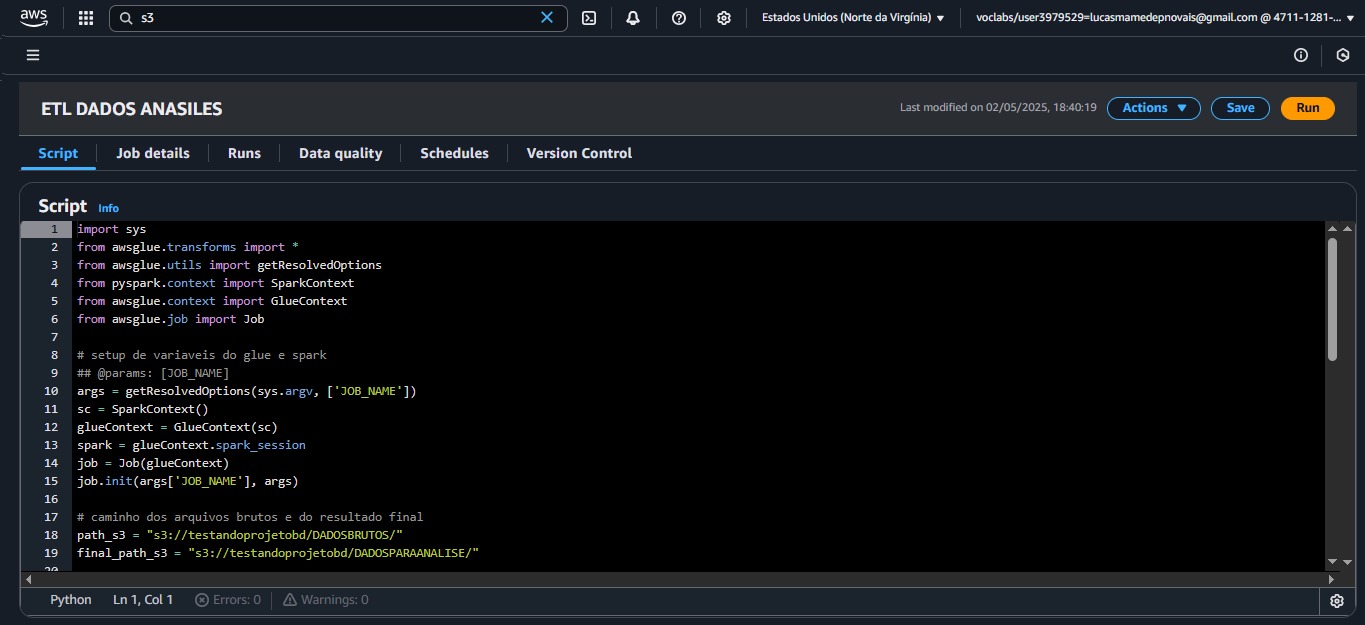 aws
s3
Estados Unidos (Norte da Virgínia)
voclabs/user3979529=lucasmamedepnovais@gmail.com @ 4711-1281-...
ETL DADOS ANASILES
Last modified on 02/05/2025, 18:40:19
Actions
Save
Run
Script
Job details
Runs
Data quality
Schedules
Version Control
Script Info
1 import sys
2 from awsglue.transforms import *
3 from awsglue.utils import getResolvedOptions
4 from pyspark.context import SparkContext
5 from awsglue.context import GlueContext
6 from awsglue.job import Job
7
8 # setup de variaveis do glue e spark
9 ## @params: [JOB_NAME]
10 args = getResolvedOptions(sys.argv, ['JOB_NAME'])
11 sc = SparkContext()
12 glueContext = GlueContext(sc)
13 spark = glueContext.spark_session
14 job = Job(glueContext)
15 job.init(args['JOB_NAME'], args)
16
17 # caminho dos arquivos brutos e do resultado final
18 path_s3 = "s3://testandoprojetobd/DADOSBRUTOS/"
19 final_path_s3 = "s3://testandoprojetobd/DADOSPARAANALISE/"
20
Python
Ln 1, Col 1
Errors: 0
Warnings: 0